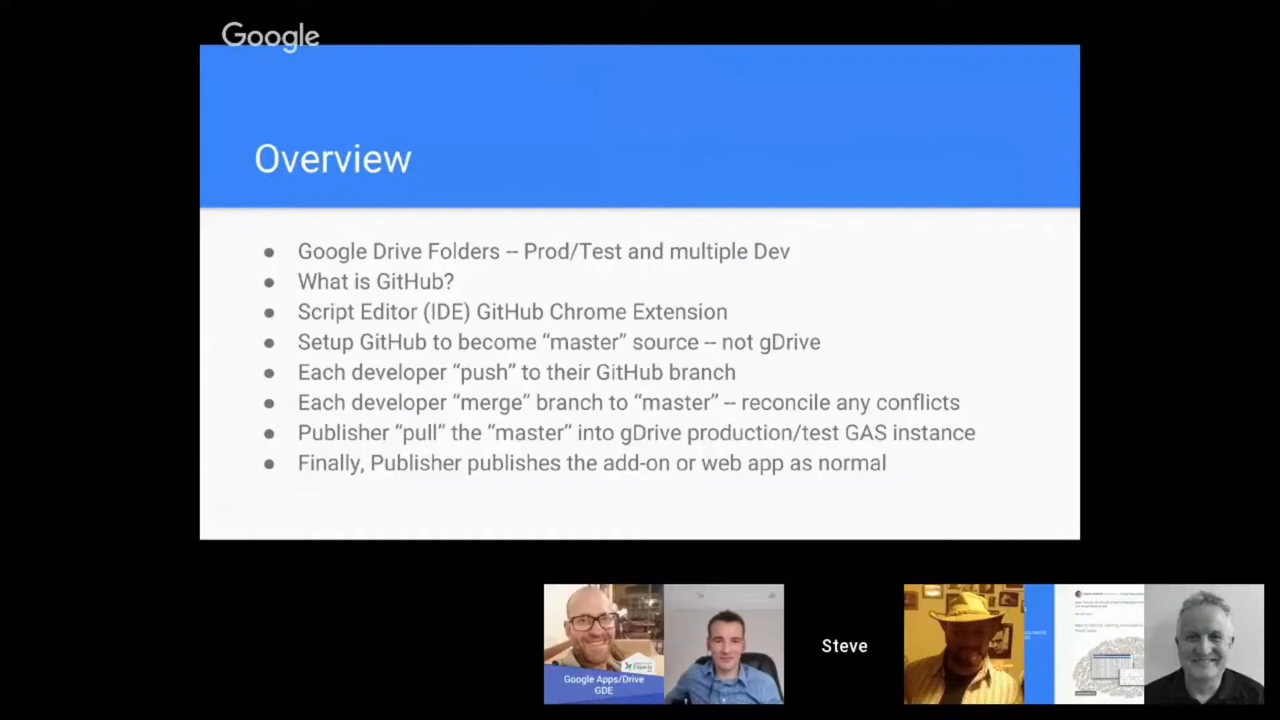 Google
Overview
● Google Drive Folders -- Prod/Test and multiple Dev
● What is GitHub?
● Script Editor (IDE) GitHub Chrome Extension
● Setup GitHub to become “master” source -- not gDrive
● Each developer “push” to their GitHub branch
● Each developer “merge” branch to “master” -- reconcile any conflicts
● Publisher “pull” the “master” into gDrive production/test GAS instance
● Finally, Publisher publishes the add-on or web app as normal
Experts
Google Apps/Drive
GDE
Steve